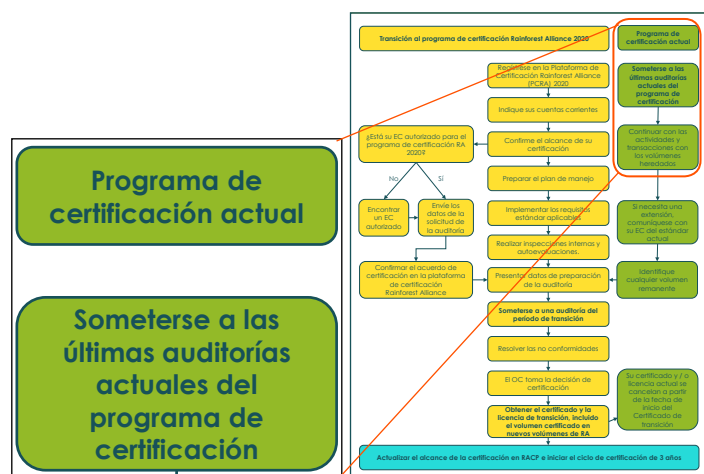 Programa de
certificación actual
Someterse a las
últimas auditorías
actuales del
programa de
certificación
Transición al programa de certificación Rainforest Alliance 2020
Programa de
certificación actual
Regístrese en la Plataforma de
Certificación Rainforest Alliance
(PCRA) 2020
Someterse a las
últimas auditorías
actuales del
programa de
certificación
Indique sus cuentas corrientes
¿Está su EC autorizado para el
programa de certificación RA
2020?
Confirme el alcance de su
certificación
Continuar con las
actividades y
transacciones con
los volúmenes
heredados
No
Sí
Preparar el plan de manejo
Encontrar
un EC
autorizado
Envíe los
datos de la
solicitud de
la auditoría
Implementar los requisitos
estándar aplicables
Si necesita una
extensión,
comuníquese con
su EC del estándar
actual
Realizar inspecciones internas y
autoevaluaciones.
Confirmar el acuerdo de
certificación en la plataforma
de certificación
Rainforest Alliance
Presentar datos de preparación
de la auditoría
Identifique
cualquier volumen
remanente
Someterse a una auditoría del
período de transición
Resolver las no conformidades
El OC toma la decisión de
certificación
Su certificado y / o
licencia actual se
cancelan a partir
de la fecha de
inicio del
Certificado de
transición
Obtener el certificado y la
licencia de transición, incluido
el volumen certificado en
nuevos volúmenes de RA
Actualizar el alcance de la certificación en RACP e iniciar el ciclo de certificación de 3 años